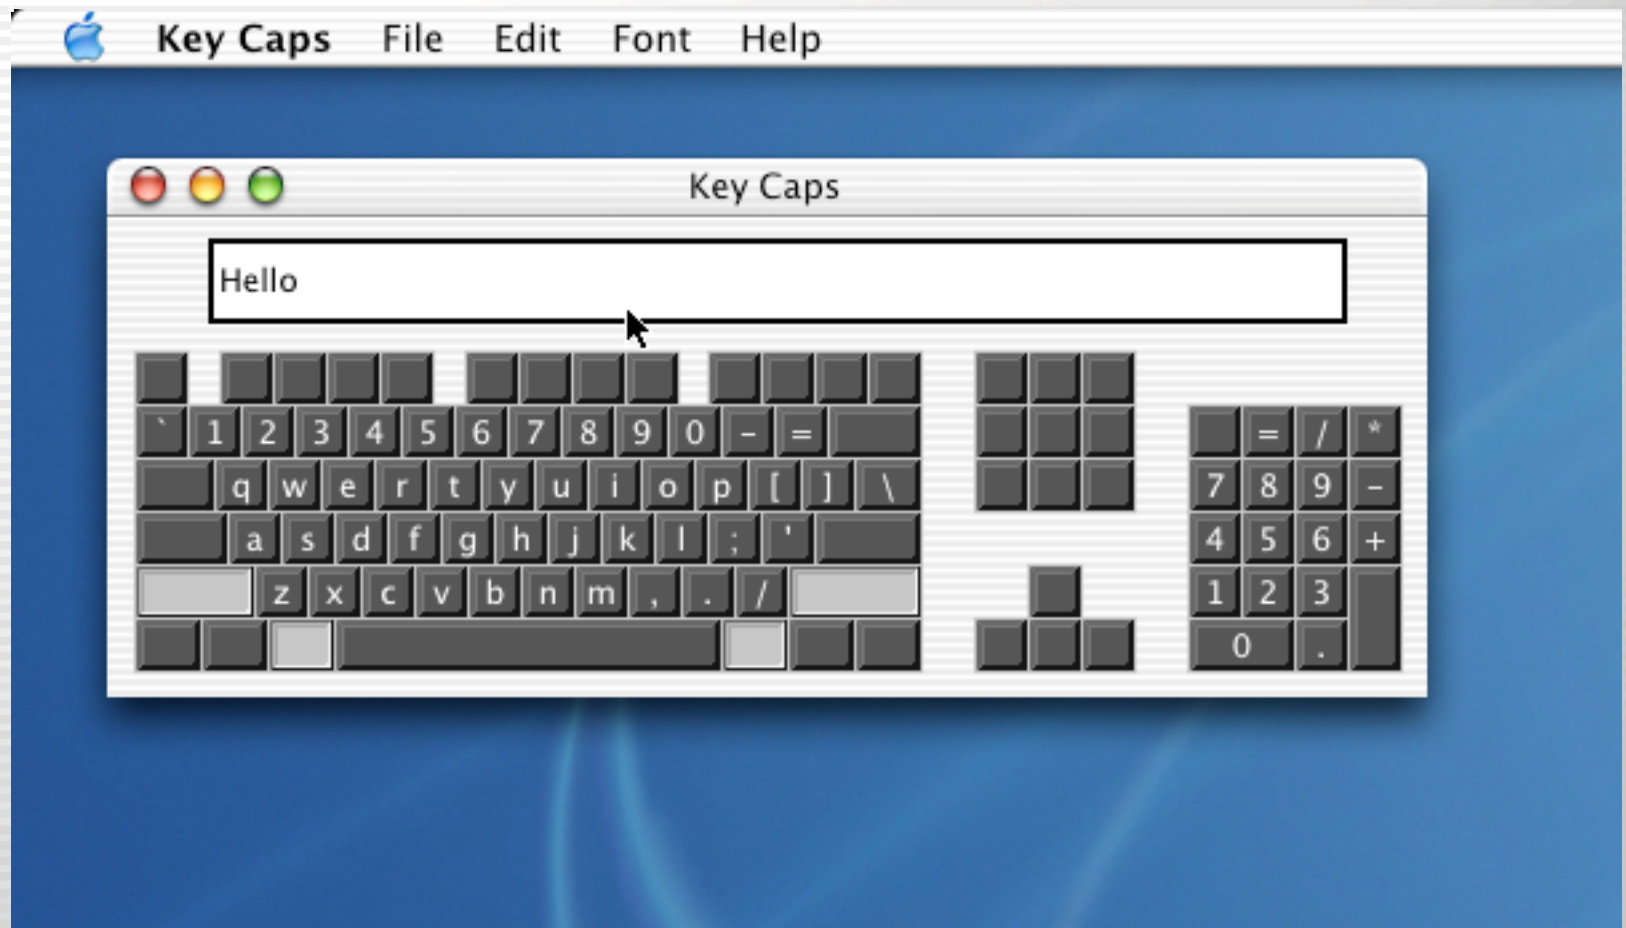 Key Caps File Edit Font Help
Key Caps
Hello
` 1 2 3 4 5 6 7 8 9 0 - = = / *
q w e r t y u i o p [ ] \ 7 8 9 -
a s d f g h j k l ; ' 4 5 6 +
z x c v b n m , . / 1 2 3
0 .